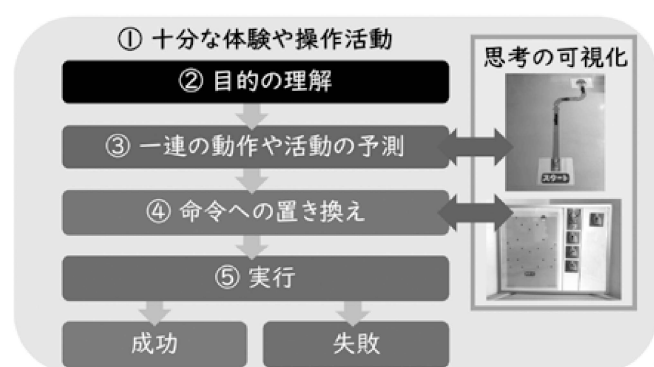 ① 十分な体験や操作活動
② 目的の理解
③ 一連の動作や活動の予測
④ 命令への置き換え
⑤ 実行
成功
失敗
思考の可視化
スタート